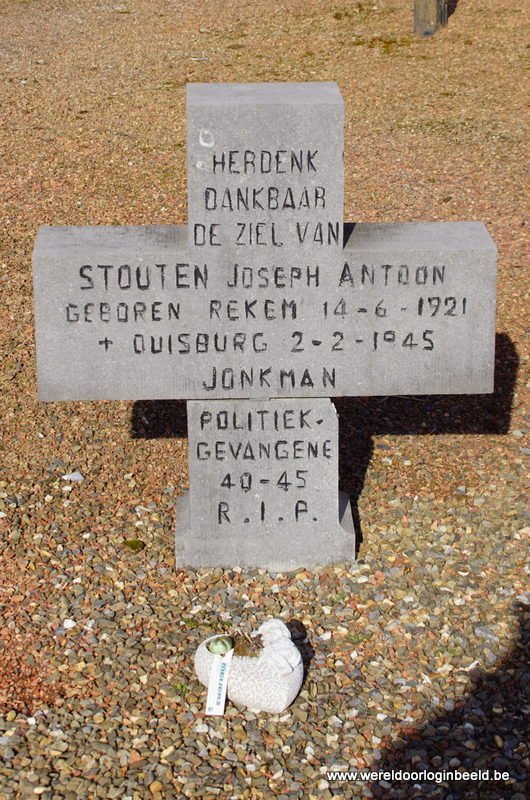 HERDENK
DANKBAAR
DE ZIEL VAN
STOUTEN JOSEPH ANTOON
GEBOREN REKEM 14-6-1921
+ DUISBURG 2-2-1945
JONKMAN
POLITIEK-
GEVANGENE
40-45
R.I.P.
www.wereldoorloginbeeld.be